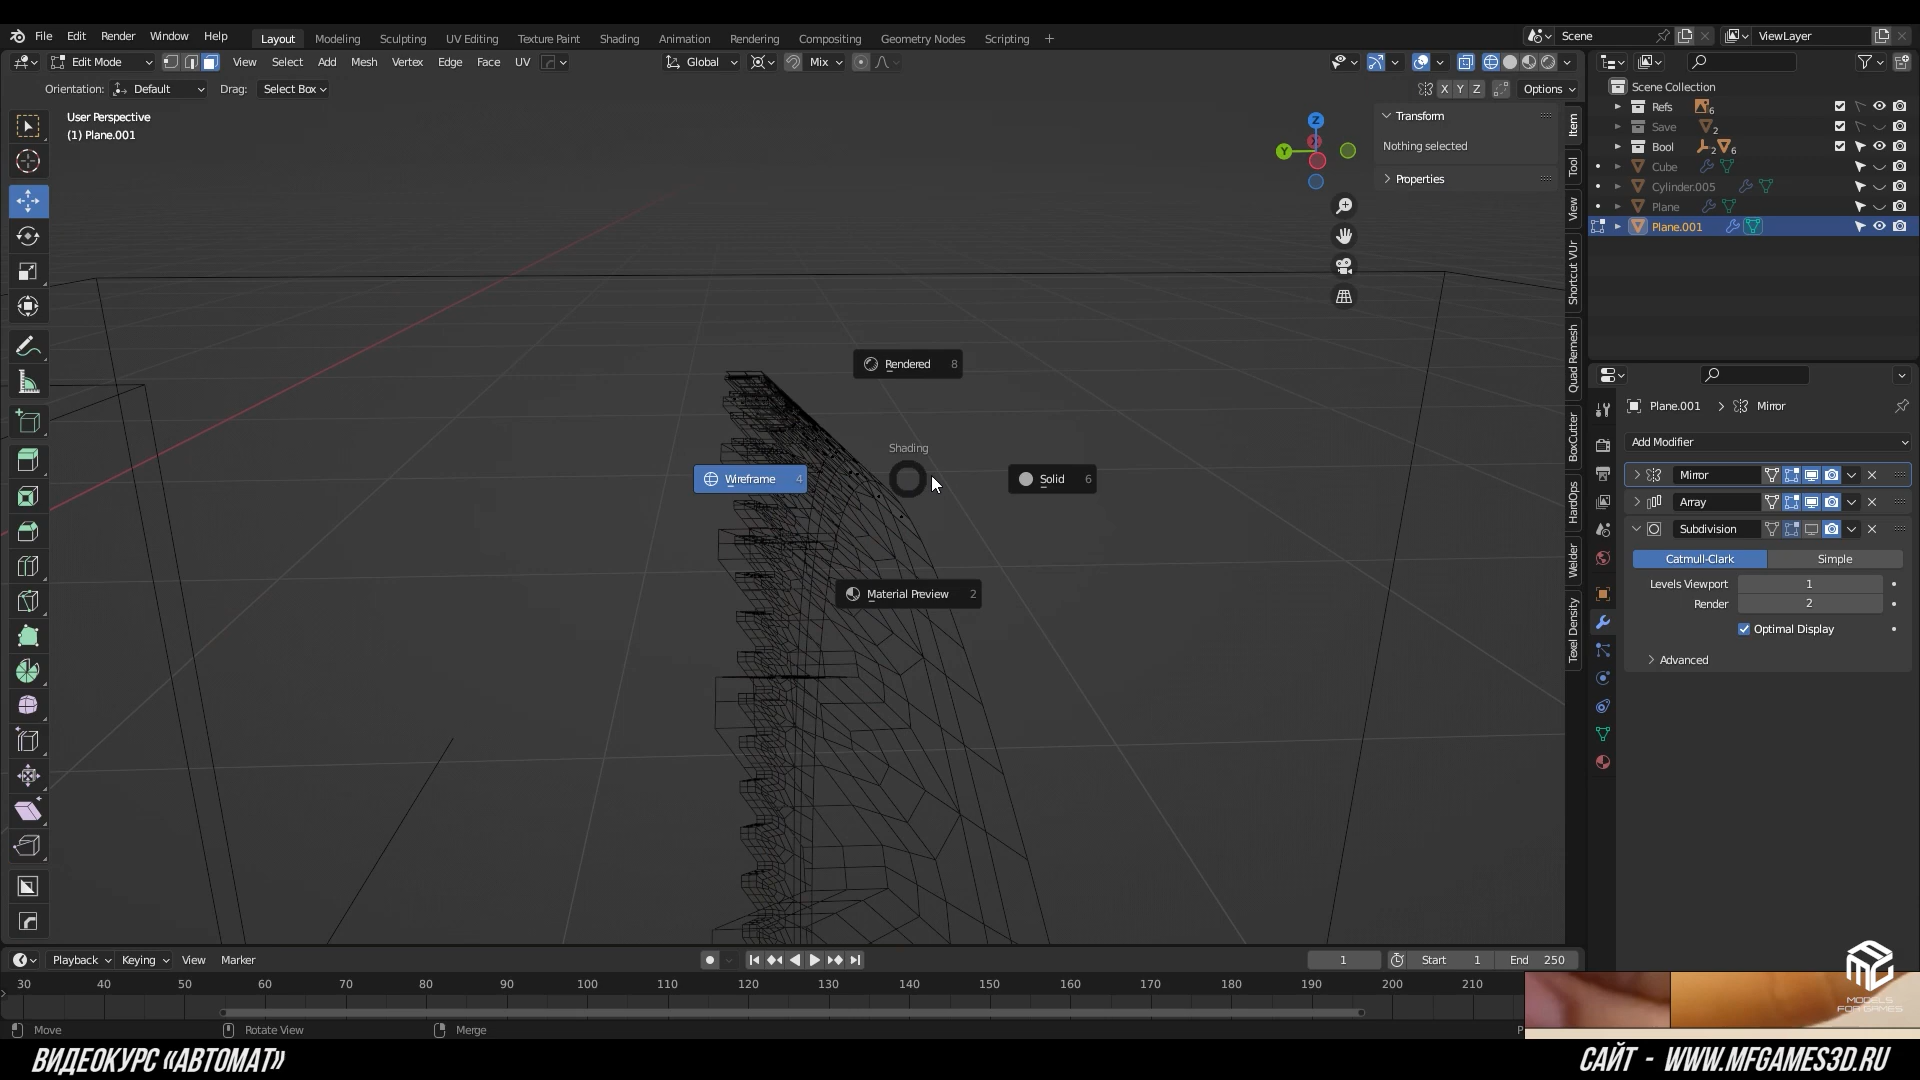 File Edit Render Window Help Layout Modeling Sculpting UV Editing Texture Paint Shading Animation Rendering Compositing Geometry Nodes Scripting + Scene ViewLayer
Edit Mode View Select Add Mesh Vertex Edge Face UV Global Mix
Orientation: Default Drag: Select Box X Y Z Options
Scene Collection
Refs 6
Save 2
Bool 2 6
Cube
Cylinder.005
Plane
Plane.001
User Perspective
(1) Plane.001
Z
Y
Transform
Nothing selected
Properties
Item
Tool
View
Shortcut VUr
Quad Remesh
BoxCutter
HardOps
Welder
Texel Density
Rendered 8
Shading
Wireframe 4
Solid 6
Material Preview 2
Plane.001 > Mirror
Add Modifier
Mirror
Array
Subdivision
Catmull-Clark Simple
Levels Viewport 1
Render 2
Optimal Display
Advanced
Playback Keying View Marker 1 Start 1 End 250
30 40 50 60 70 80 90 100 110 120 130 140 150 160 170 180 190 200 210
Move Rotate View Merge P
MODELS
FOR GAMES
ВИДЕОКУРС «АВТОМАТ»
САЙТ - WWW.MFGAMES3D.RU